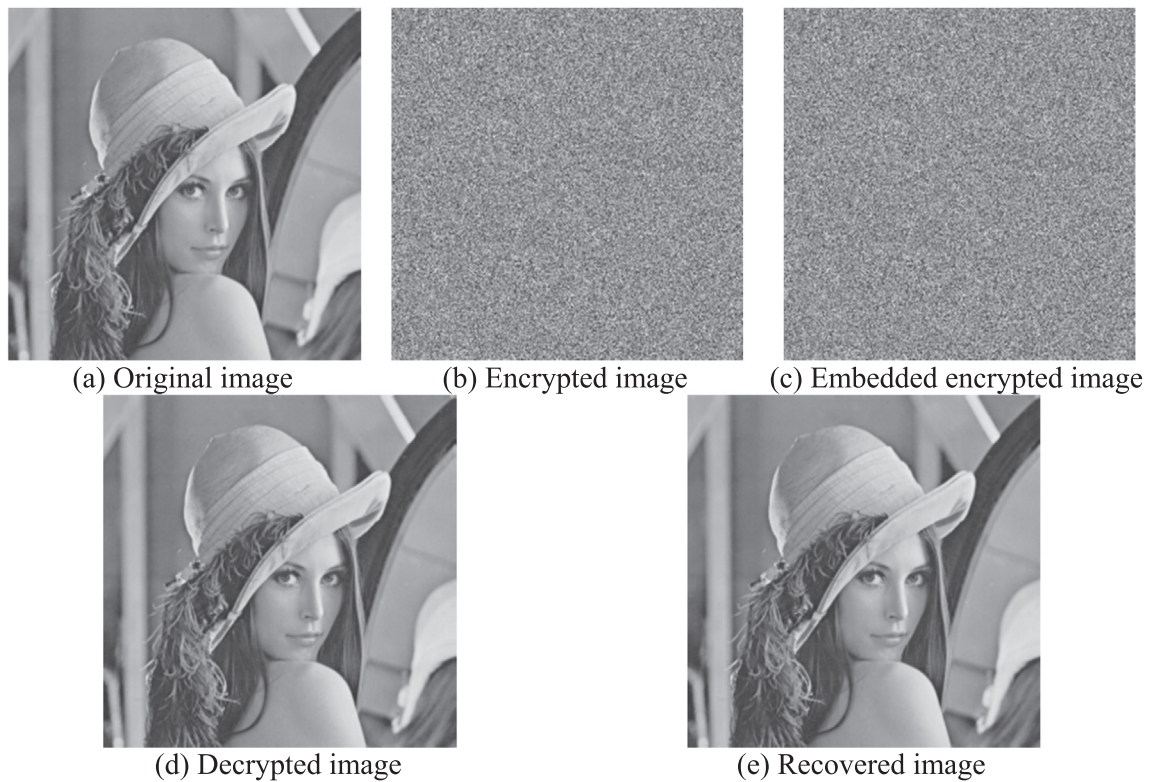 (a) Original image
(b) Encrypted image
(c) Embedded encrypted image
(d) Decrypted image
(e) Recovered image